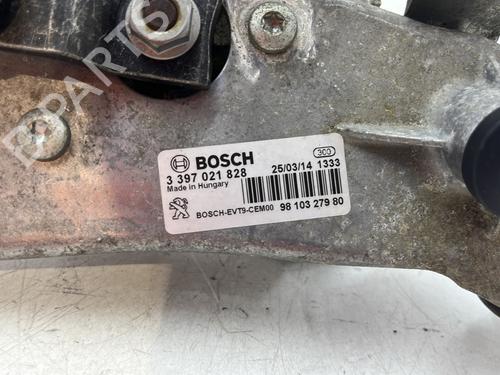 BOSCH
300
3 397 021 828
25/03/14 1333
Made in Hungary
BOSCH-EVT9-CEM00
98 103 279 80
B-PARTS